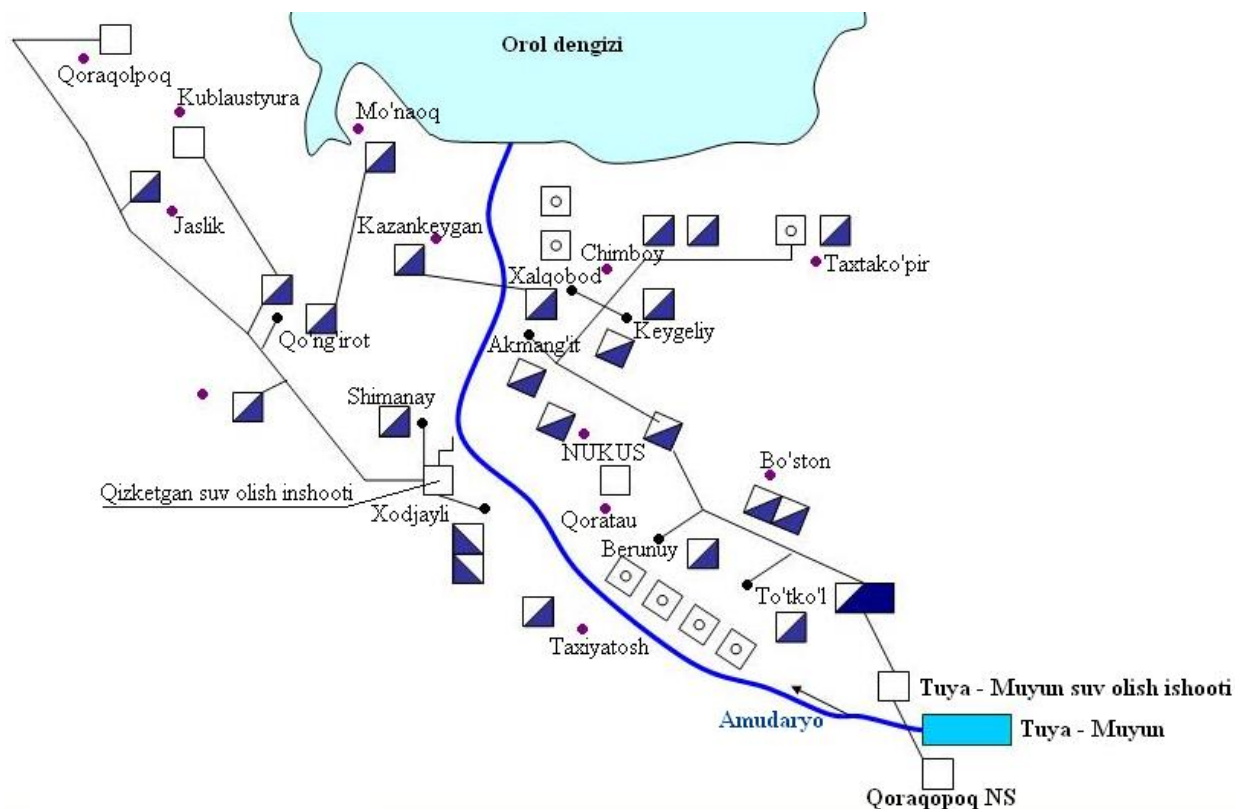 Orol dengizi
Qoraqolpoq
Kublaustyura
Mo'naoq
Jaslik
Kazankeygan
Chimboy
Xalqobod
Taxtako'pir
Keygeliy
Qo'ng'irot
Akmang'it
Shimanay
NUKUS
Bo'ston
Qizketgan suv olish inshooti
Xodjayli
Qoratau
Berunuy
To'tko'l
Taxiyatosh
Tuya - Muyun suv olish ishooti
Amudaryo
Tuya - Muyun
Qoraqopoq NS